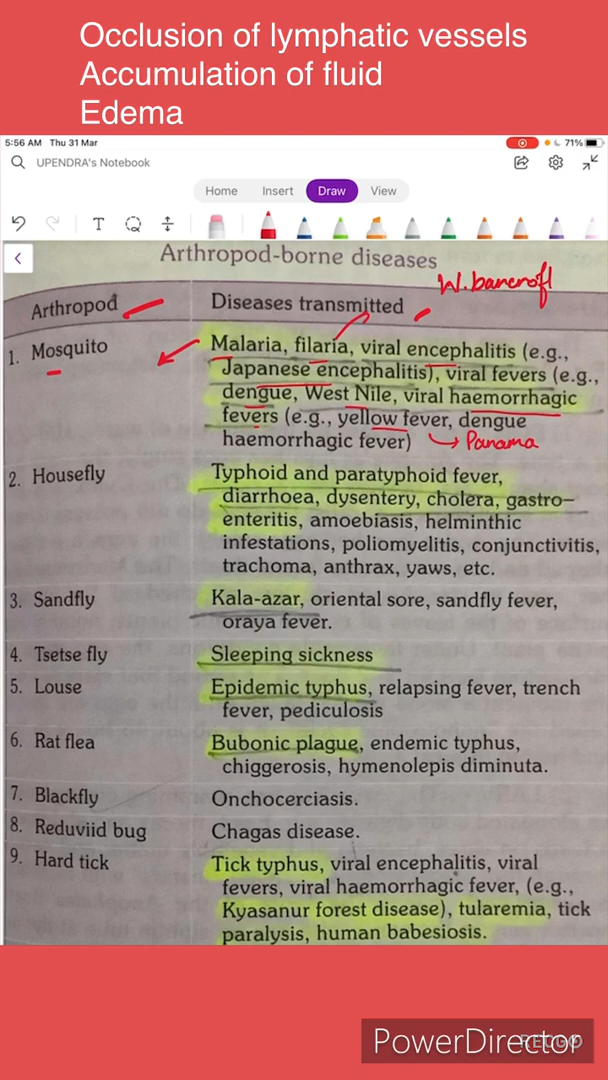 Occlusion of lymphatic vessels
Accumulation of fluid
Edema
5:56 AM Thu 31 Mar
71%
UPENDRA's Notebook
Home Insert Draw View
T
Arthropod-borne diseases
W.bancrofl
Arthropod Diseases transmitted
1. Mosquito Malaria, filaria, viral encephalitis (e.g.,
Japanese encephalitis), viral fevers (e.g.,
dengue, West Nile, viral haemorrhagic
fevers (e.g., yellow fever, dengue
haemorrhagic fever) Panama
2. Housefly Typhoid and paratyphoid fever,
diarrhoea, dysentery, cholera, gastro-
enteritis, amoebiasis, helminthic
infestations, poliomyelitis, conjunctivitis,
trachoma, anthrax, yaws, etc.
3. Sandfly Kala-azar, oriental sore, sandfly fever,
oraya fever.
4. Tsetse fly Sleeping sickness
5. Louse Epidemic typhus, relapsing fever, trench
fever, pediculosis
6. Rat flea Bubonic plague, endemic typhus,
chiggerosis, hymenolepis diminuta.
7. Blackfly Onchocerciasis.
8. Reduviid bug Chagas disease.
9. Hard tick Tick typhus, viral encephalitis, viral
fevers, viral haemorrhagic fever, (e.g.,
Kyasanur forest disease), tularemia, tick
paralysis, human babesiosis.
PowerDirector